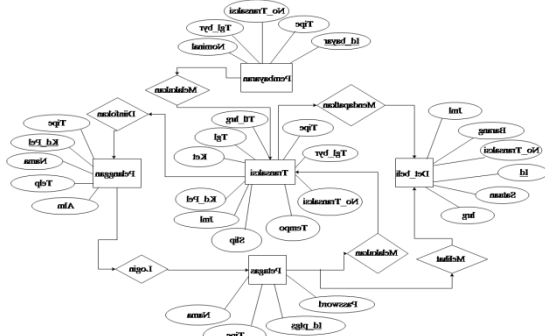 No_Transaksi
Tgl_byr
Tipe
Nominal
Id_bayar
Pembayaran
Melakukan
Diinfokan
Ttl_hrg
Mendapatkan
Jml
Tipe
Tipe
Barang
Kd_Pel
Tgl
Tgl_byr
No_Transaksi
Nama
Ket
Pelanggan
Transaksi
Det_beli
Id
Telp
Kd_Pel
No_Transaksi
Satuan
Alm
Jml
hrg
Slip
Tempo
Login
Petugas
Melakukan
Melihat
Nama
Password
Id_ptgs
Tipe